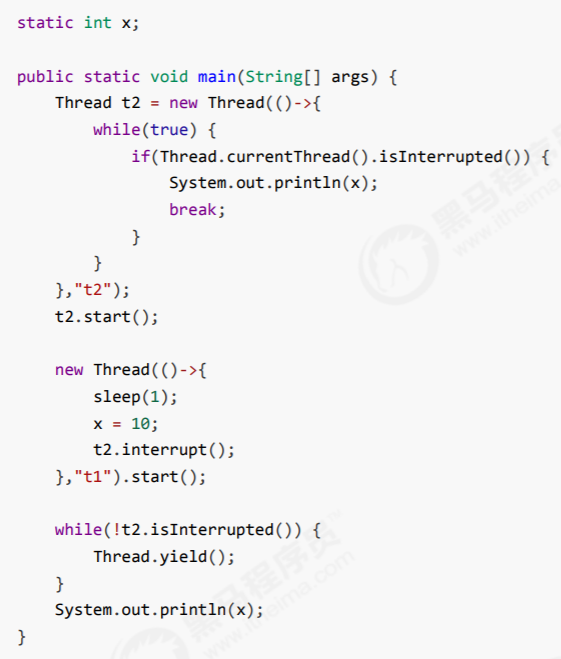 static int x;
public static void main(String[] args) {
    Thread t2 = new Thread(()->{
        while(true) {
            if(Thread.currentThread().isInterrupted()) {
                System.out.println(x);
                break;
            }
        }
    },"t2");
    t2.start();
    new Thread(()->{
        sleep(1);
        x = 10;
        t2.interrupt();
    },"t1").start();
    while(!t2.isInterrupted()) {
        Thread.yield();
    }
    System.out.println(x);
}
黑马程序员
www.itheima
黑马程序员™
www.itheima.com